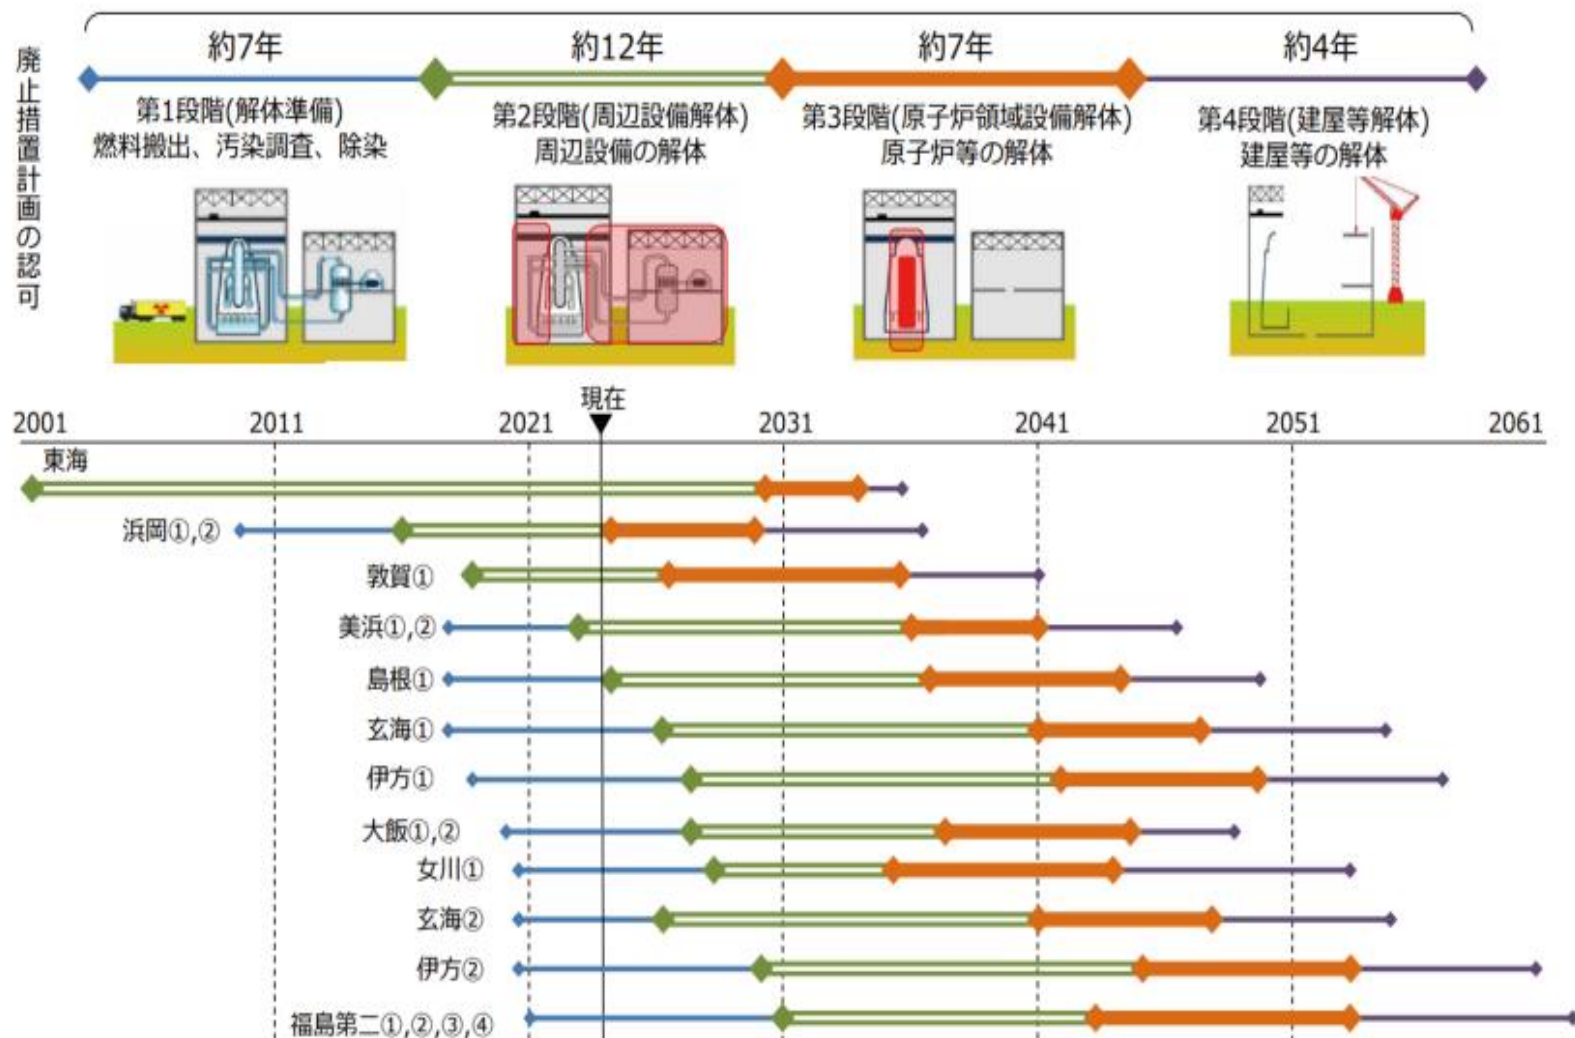 廃止措置計画の認可
約7年
約12年
約7年
約4年
第1段階(解体準備)
燃料搬出、汚染調査、除染
第2段階(周辺設備解体)
周辺設備の解体
第3段階(原子炉領域設備解体)
原子炉等の解体
第4段階(建屋等解体)
建屋等の解体
現在
2001 2011 2021 2031 2041 2051 2061
東海
浜岡①,②
敦賀①
美浜①,②
島根①
玄海①
伊方①
大飯①,②
女川①
玄海②
伊方②
福島第二①,②,③,④